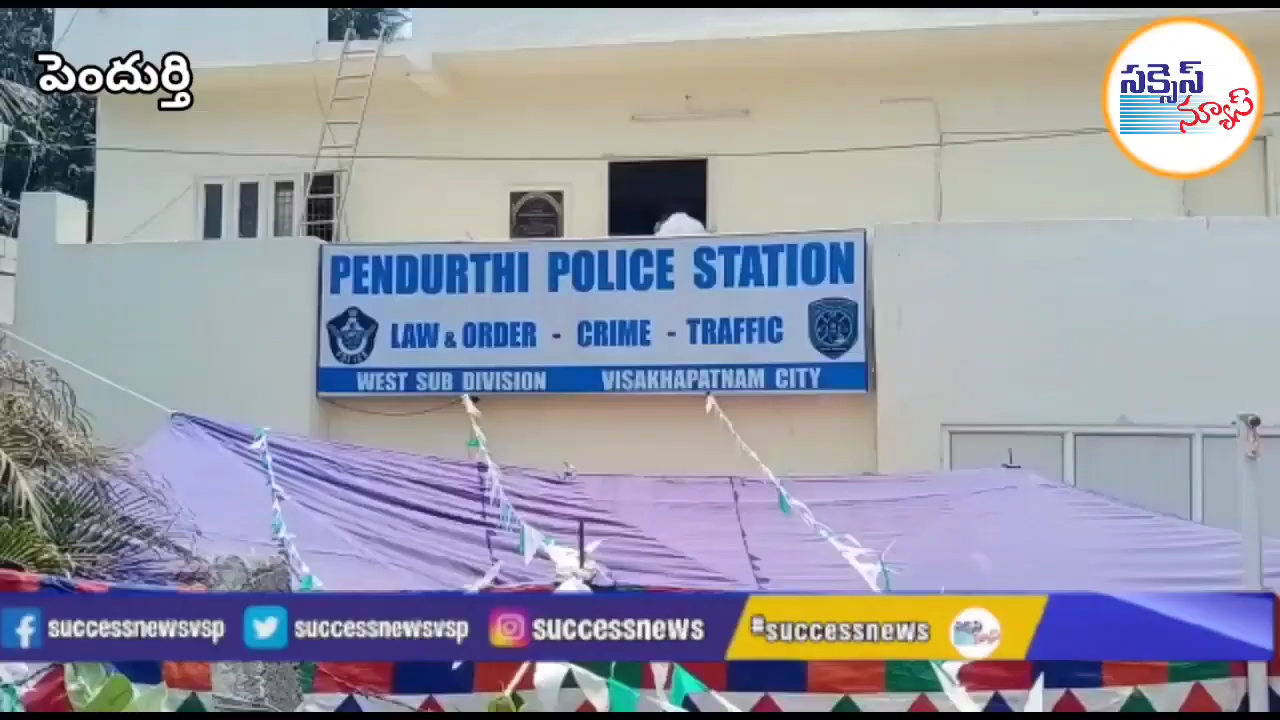 పెందుర్తి
సక్సెస్
న్యూస్
PENDURTHI POLICE STATION
LAW & ORDER - CRIME - TRAFFIC
WEST SUB DIVISION VISAKHAPATNAM CITY
successnewsvsp successnewsvsp successnews #successnews